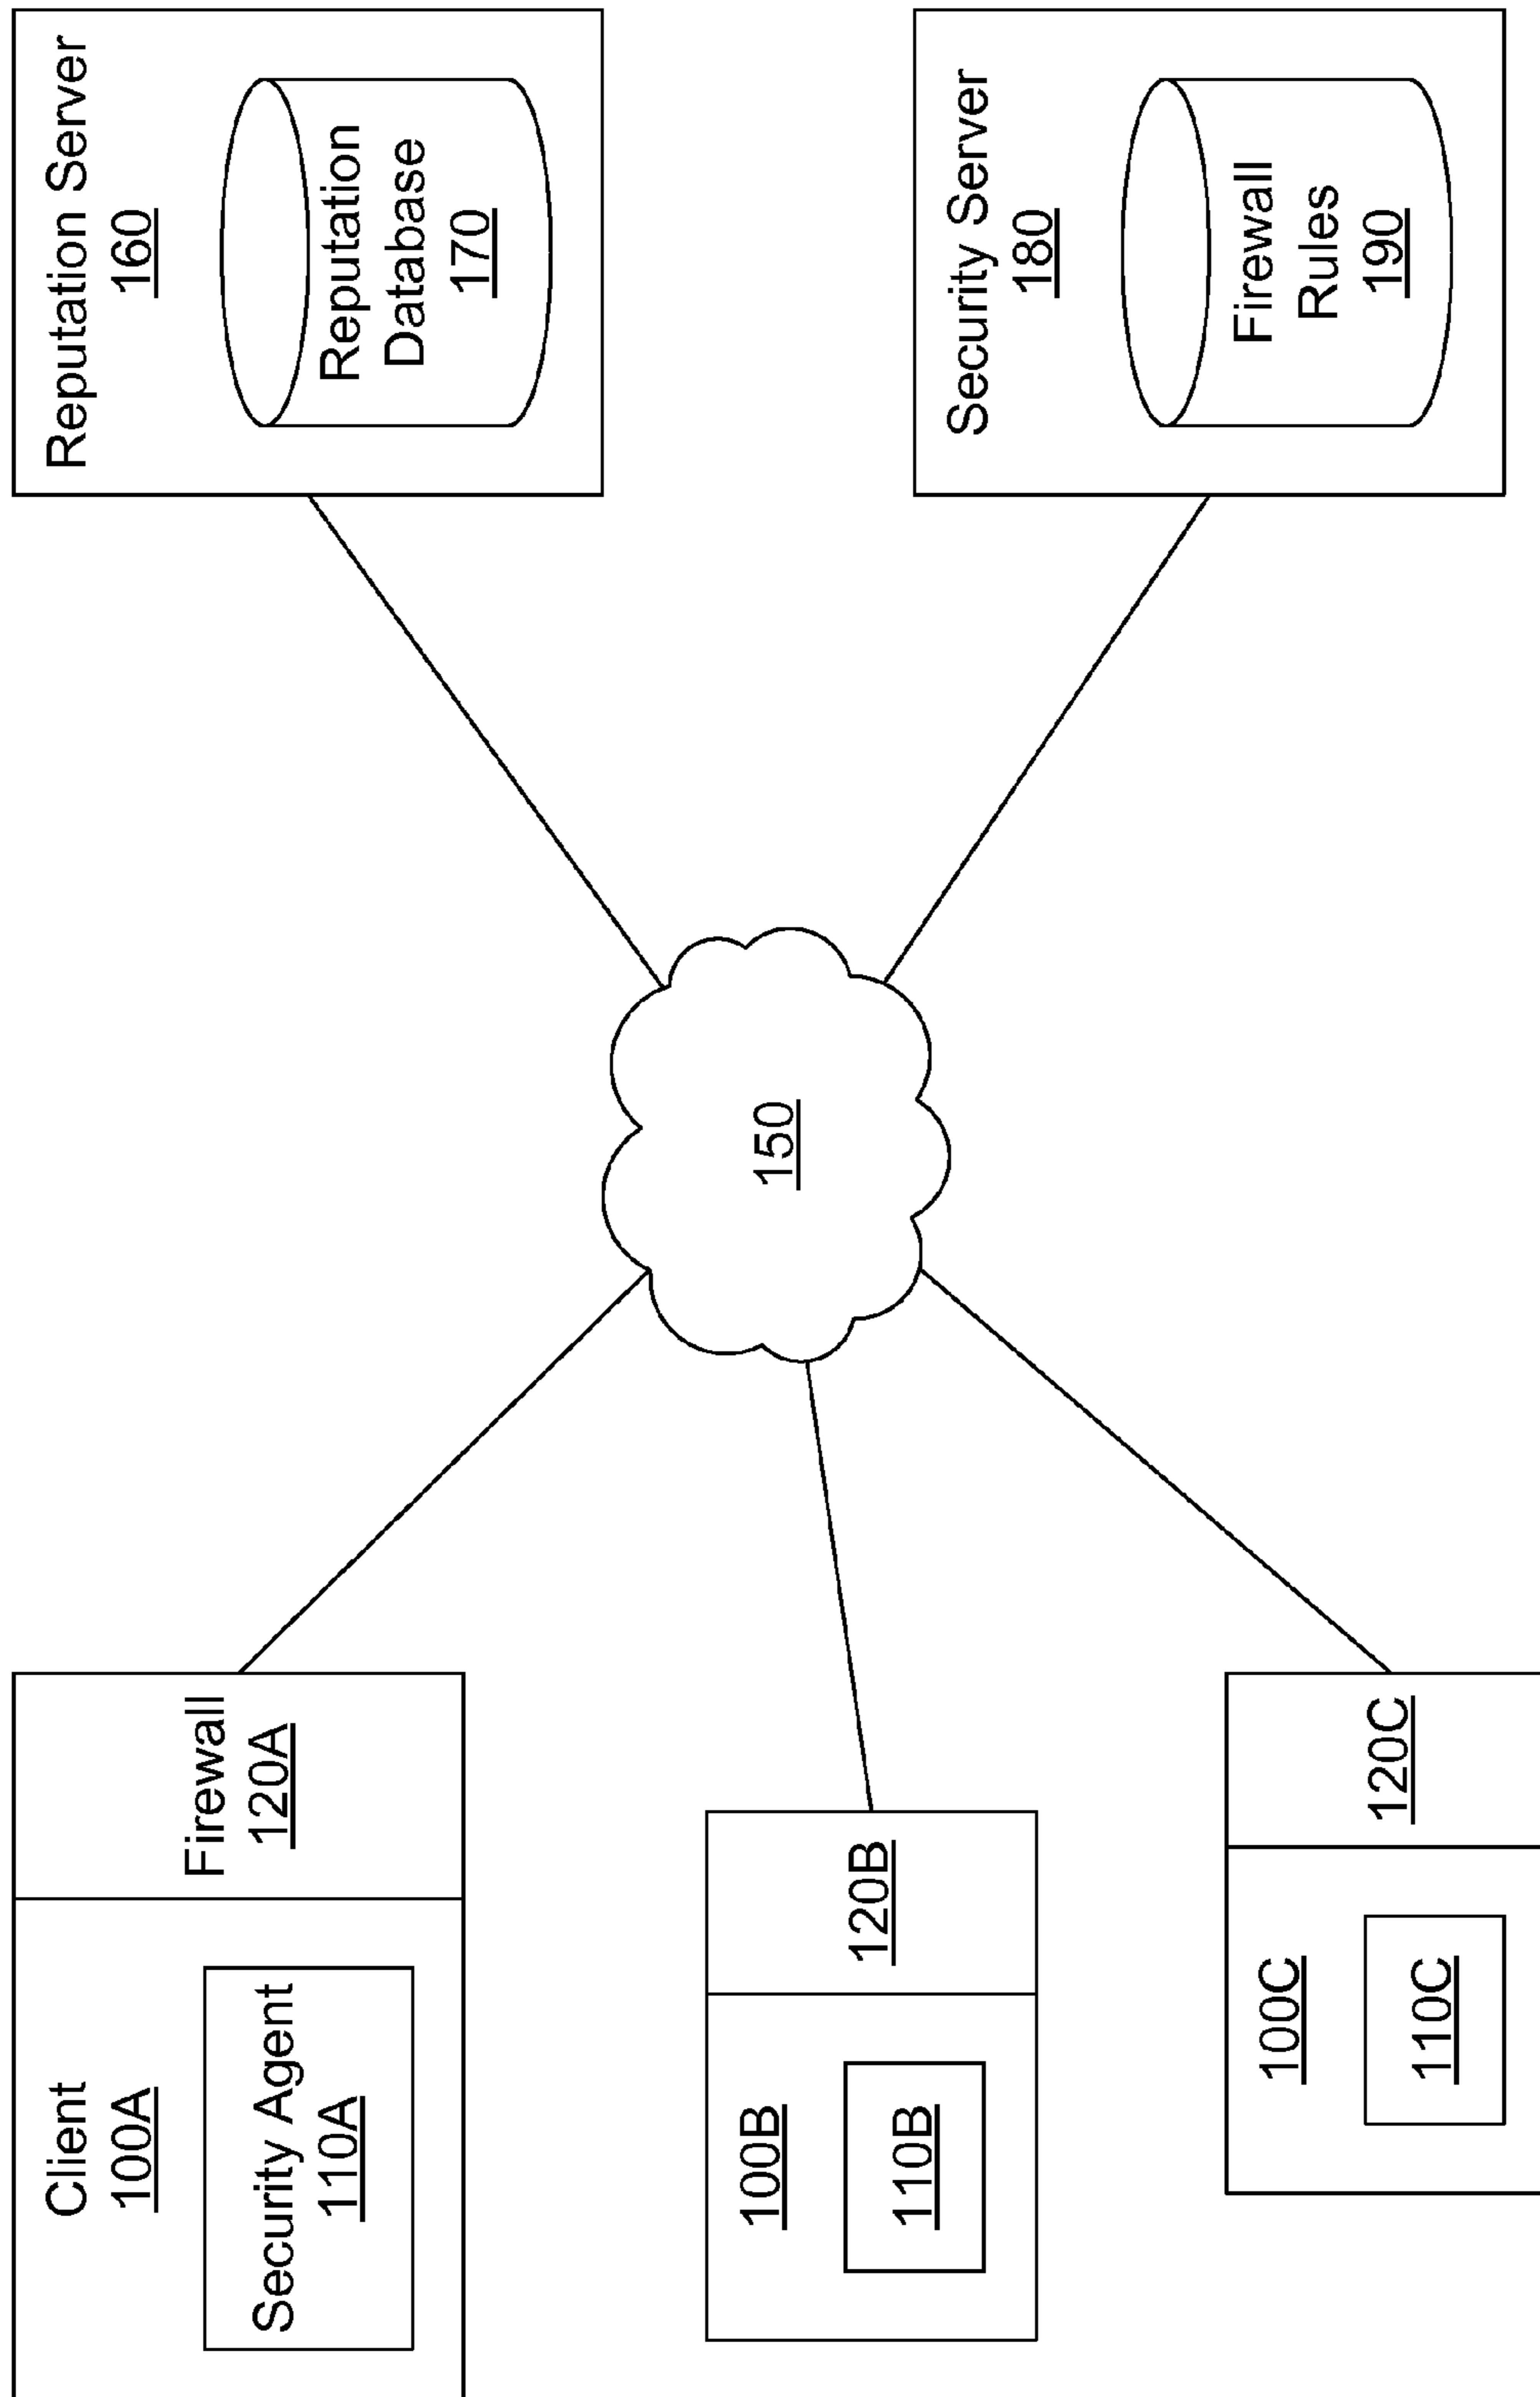 Client
100A
Security Agent
110A
Firewall
120A
100B
110B
120B
100C
110C
120C
150
Reputation Server
160
Reputation
Database
170
Security Server
180
Firewall
Rules
190